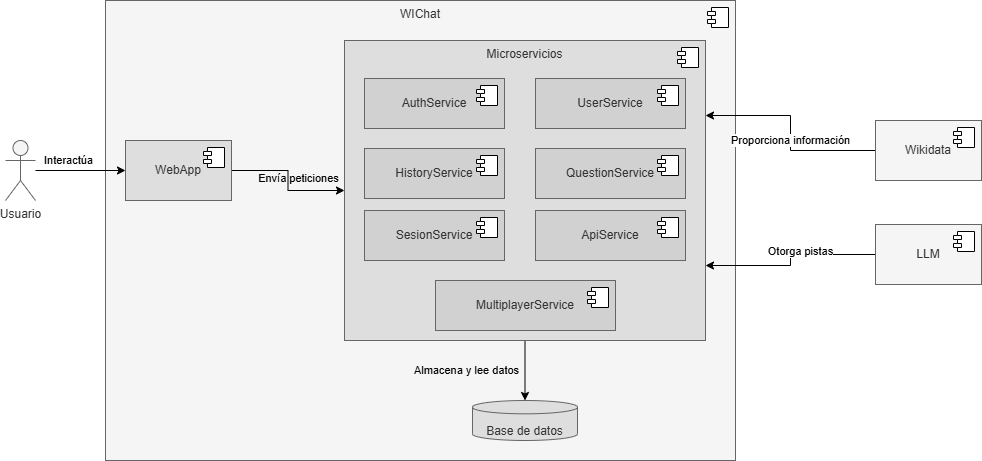 WIChat
Microservicios
AuthService
UserService
Proporciona información
Wikidata
Interactúa
WebApp
Envía peticiones
HistoryService
QuestionService
Usuario
SesionService
ApiService
Otorga pistas
LLM
MultiplayerService
Almacena y lee datos
Base de datos